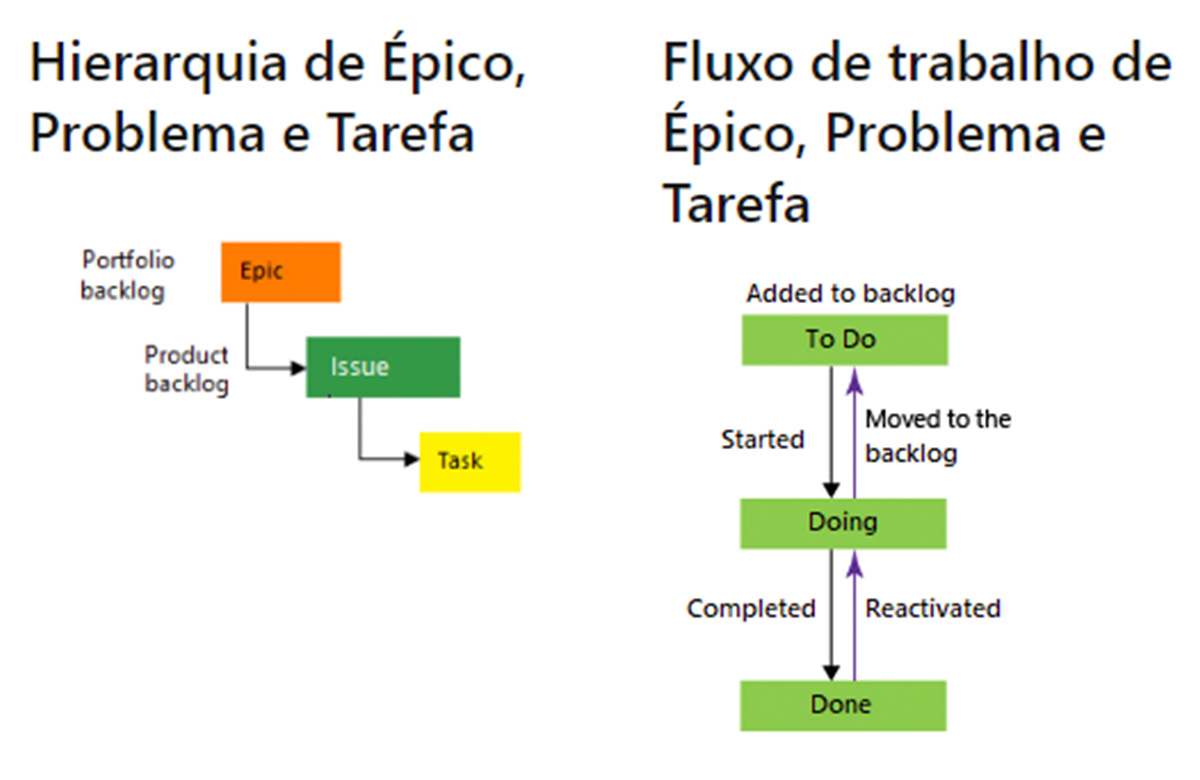 Hierarquia de Épico,
Problema e Tarefa
Portfolio
backlog
Epic
Product
backlog
Issue
Task
Fluxo de trabalho de
Épico, Problema e
Tarefa
Added to backlog
To Do
Started
Moved to the
backlog
Doing
Completed
Reactivated
Done